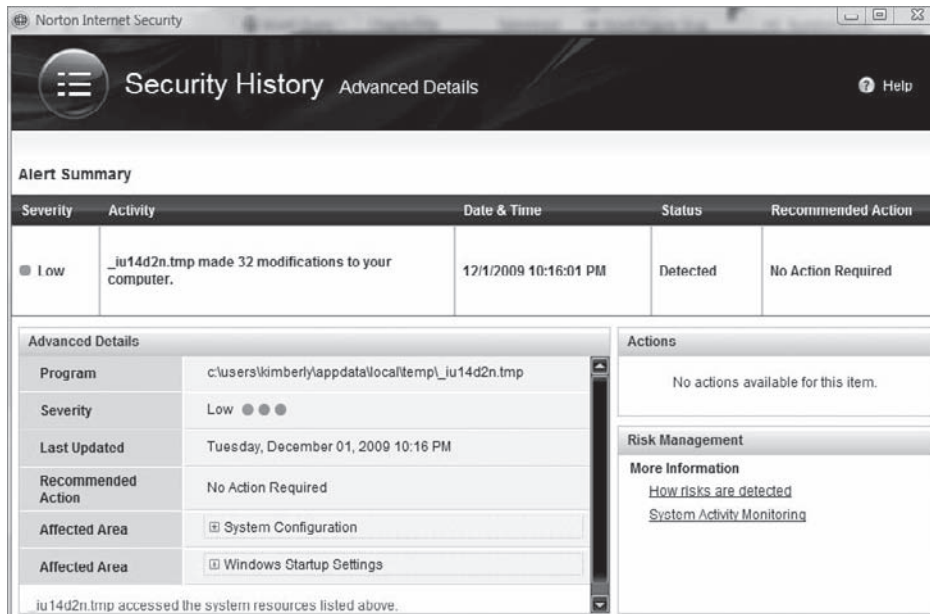 Norton Internet Security
Security History Advanced Details
Help
Alert Summary
Severity Activity Date & Time Status Recommended Action
Low _iu14d2n.tmp made 32 modifications to your computer. 12/1/2009 10:16:01 PM Detected No Action Required
Advanced Details
Program c:\users\kimberly\appdata\local\temp\_iu14d2n.tmp
Severity Low
Last Updated Tuesday, December 01, 2009 10:16 PM
Recommended Action No Action Required
Affected Area System Configuration
Affected Area Windows Startup Settings
_iu14d2n.tmp accessed the system resources listed above.
Actions
No actions available for this item.
Risk Management
More Information
How risks are detected
System Activity Monitoring